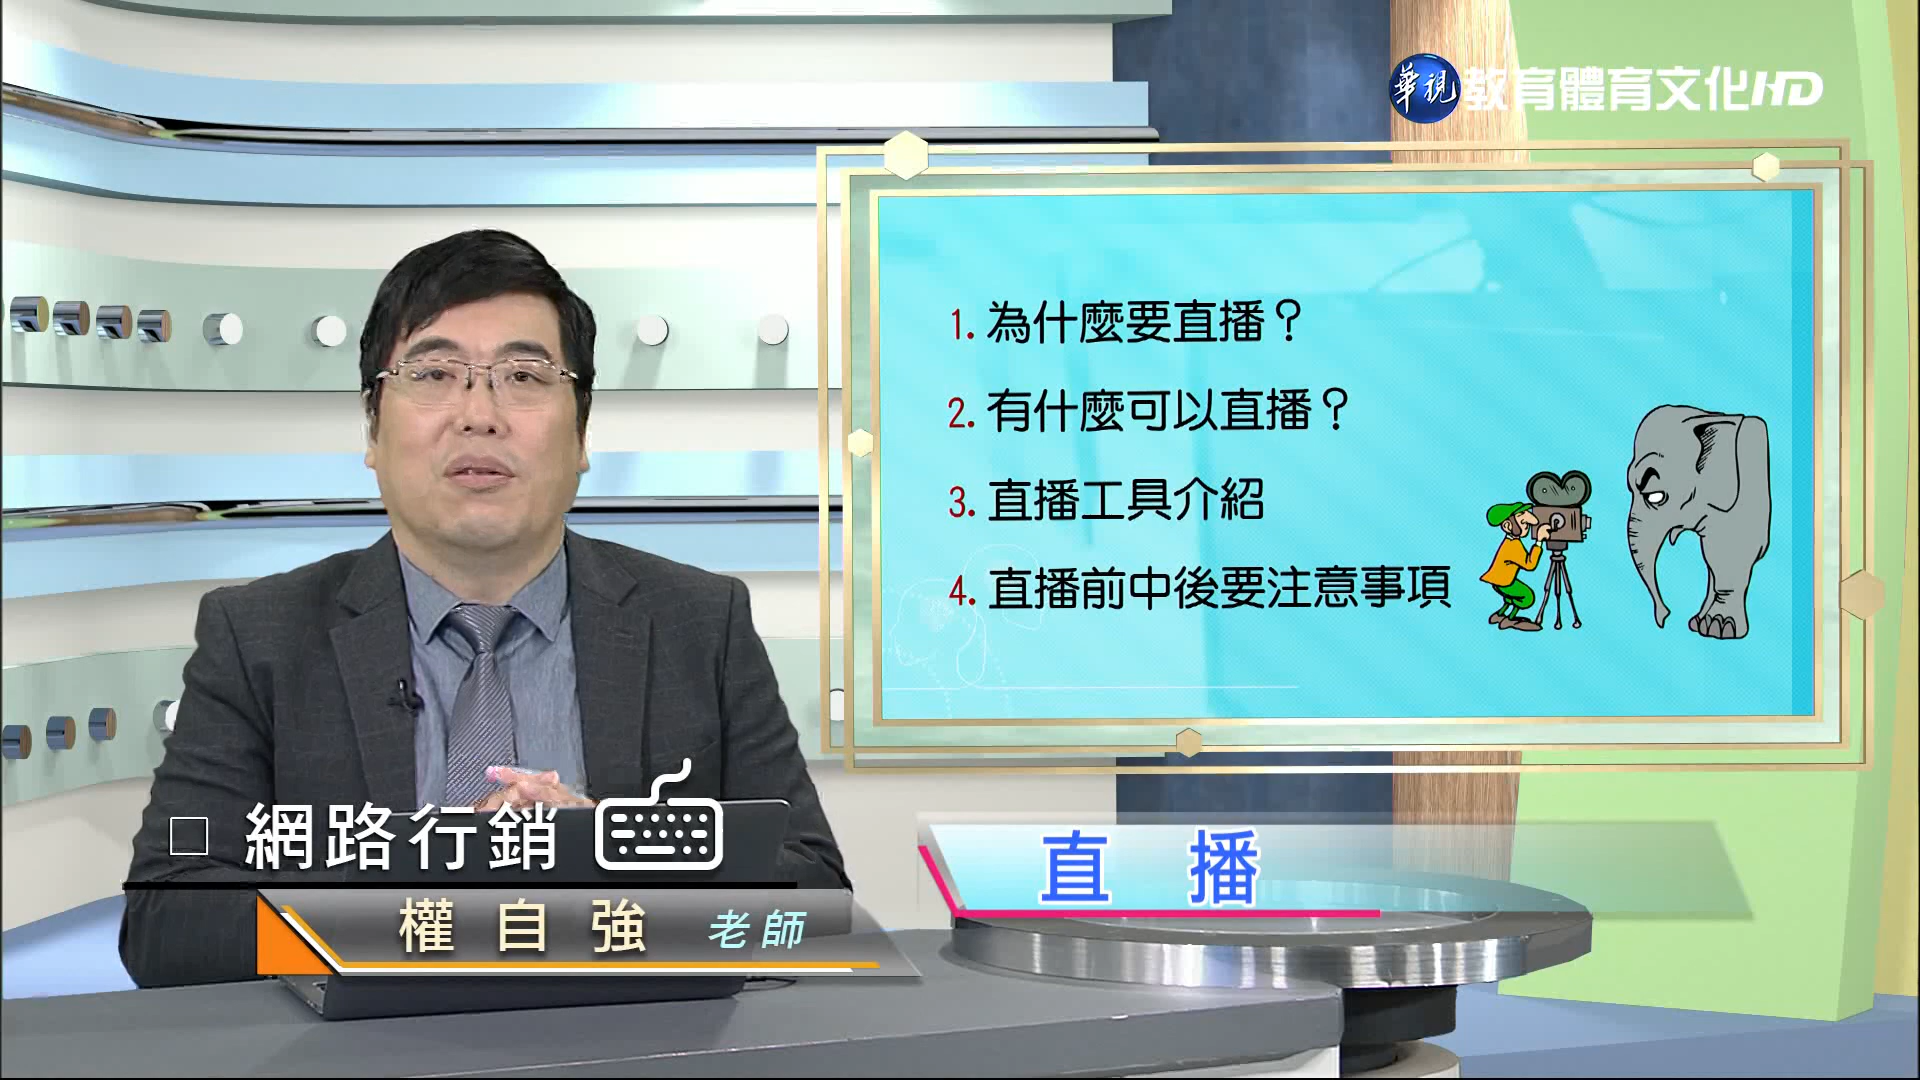 華視 教育體育文化HD
1. 為什麼要直播？
2. 有什麼可以直播？
3. 直播工具介紹
4. 直播前中後要注意事項
網路行銷
直播
權自強 老師